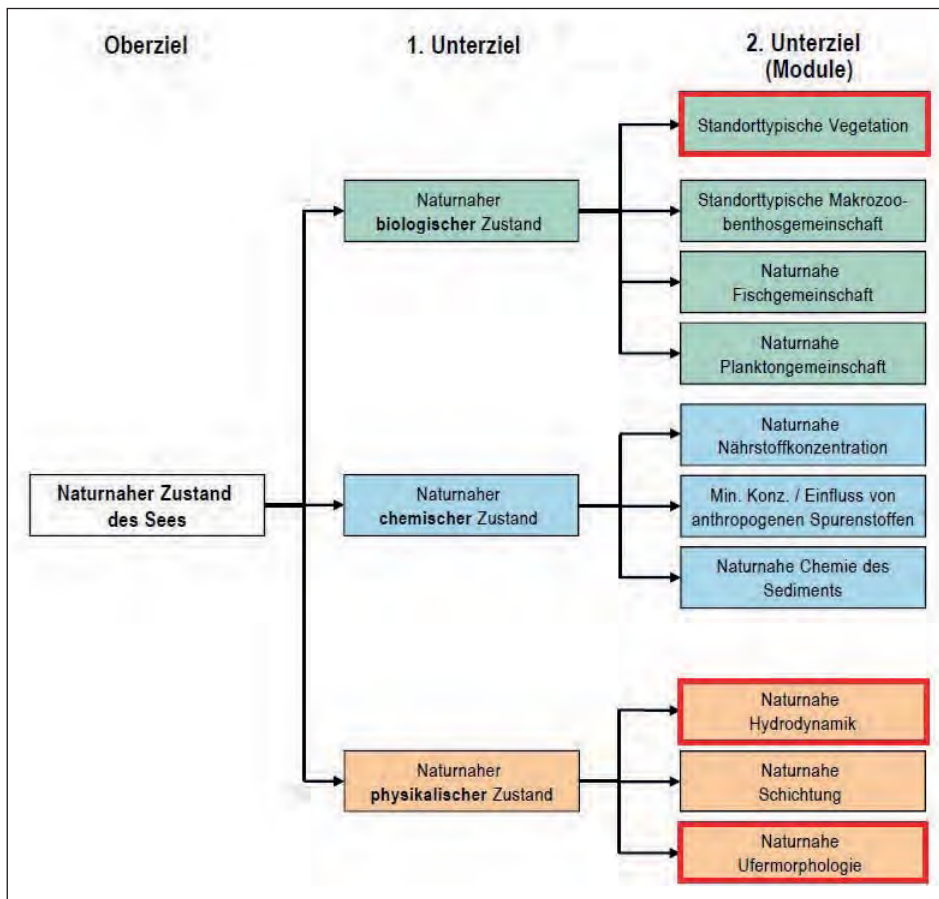 Oberziel
1. Unterziel
2. Unterziel
(Module)
Standorttypische Vegetation
Naturnaher
biologischer Zustand
Standorttypische Makrozoo-
benthosgemeinschaft
Naturnahe
Fischgemeinschaft
Naturnahe
Planktongemeinschaft
Naturnaher Zustand
des Sees
Naturnaher
chemischer Zustand
Naturnahe
Nährstoffkonzentration
Min. Konz. / Einfluss von
anthropogenen Spurenstoffen
Naturnahe Chemie des
Sediments
Naturnaher
physikalischer Zustand
Naturnahe
Hydrodynamik
Naturnahe
Schichtung
Naturnahe
Ufermorphologie